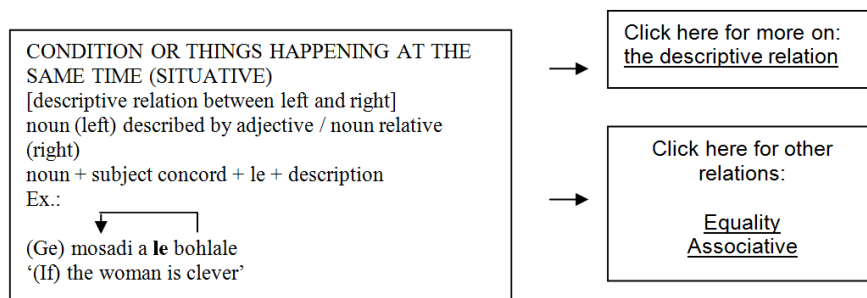 CONDITION OR THINGS HAPPENING AT THE
SAME TIME (SITUATIVE)
[descriptive relation between left and right]
noun (left) described by adjective / noun relative
(right)
noun + subject concord + le + description
Ex.:
(Ge) mosadi a le bohlale
‘(If) the woman is clever’
Click here for more on:
the descriptive relation
Click here for other
relations:
Equality
Associative